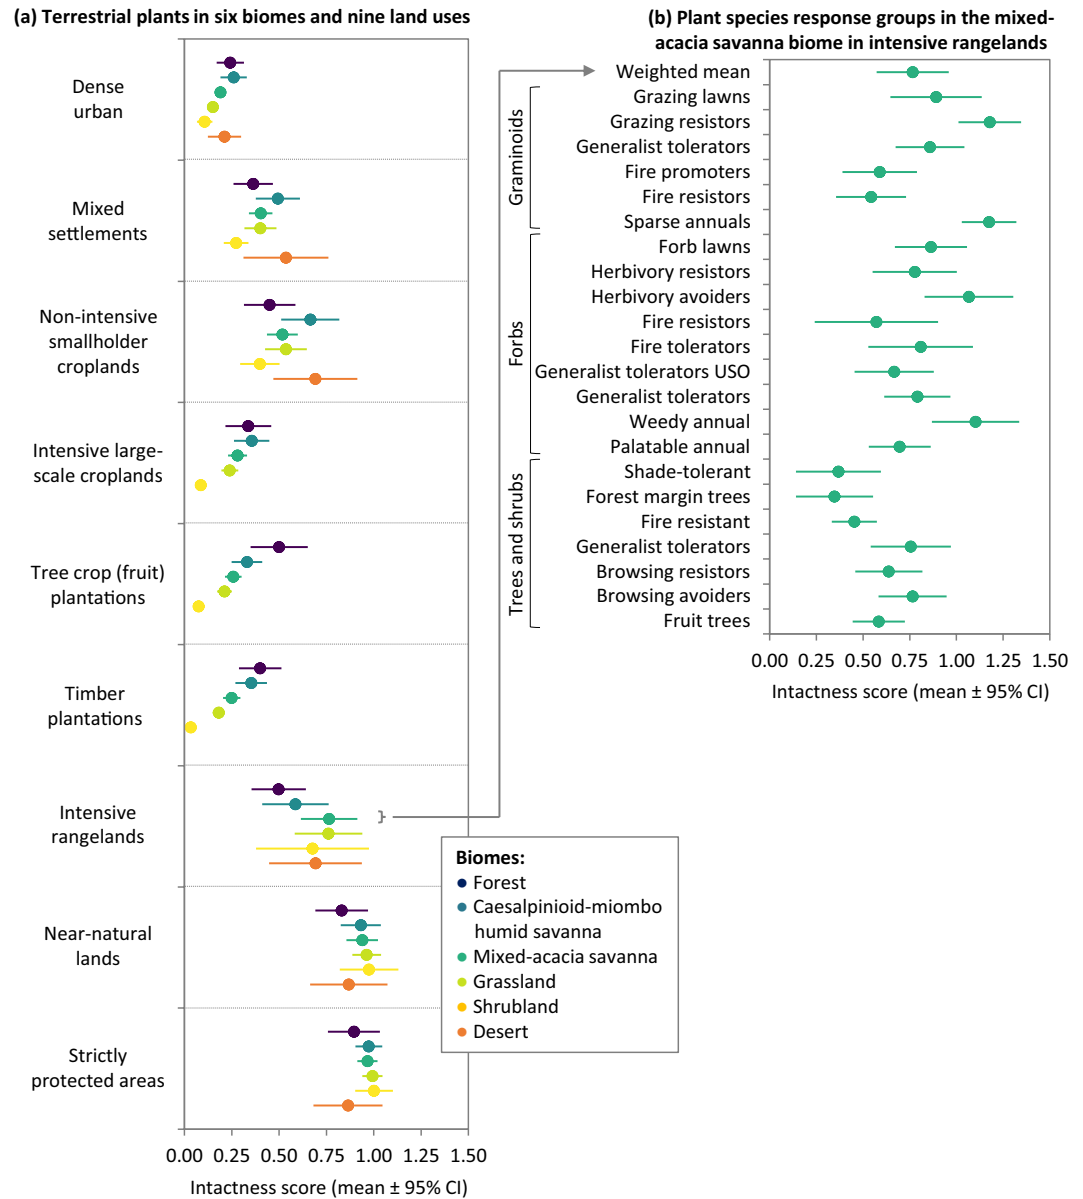 (a) Terrestrial plants in six biomes and nine land uses
Dense
urban
Mixed
settlements
Non-intensive
smallholder
croplands
Intensive large-
scale croplands
Tree crop (fruit)
plantations
Timber
plantations
Intensive
rangelands
Near-natural
lands
Strictly
protected areas
0.00 0.25 0.50 0.75 1.00 1.25 1.50
Intactness score (mean ± 95% CI)
Biomes:
Forest
Caesalpinioid-miombo
humid savanna
Mixed-acacia savanna
Grassland
Shrubland
Desert
(b) Plant species response groups in the mixed-
acacia savanna biome in intensive rangelands
Weighted mean
Graminoids
Grazing lawns
Grazing resistors
Generalist tolerators
Fire promoters
Fire resistors
Sparse annuals
Forbs
Forb lawns
Herbivory resistors
Herbivory avoiders
Fire resistors
Fire tolerators
Generalist tolerators USO
Generalist tolerators
Weedy annual
Palatable annual
Trees and shrubs
Shade-tolerant
Forest margin trees
Fire resistant
Generalist tolerators
Browsing resistors
Browsing avoiders
Fruit trees
0.00 0.25 0.50 0.75 1.00 1.25 1.50
Intactness score (mean ± 95% CI)